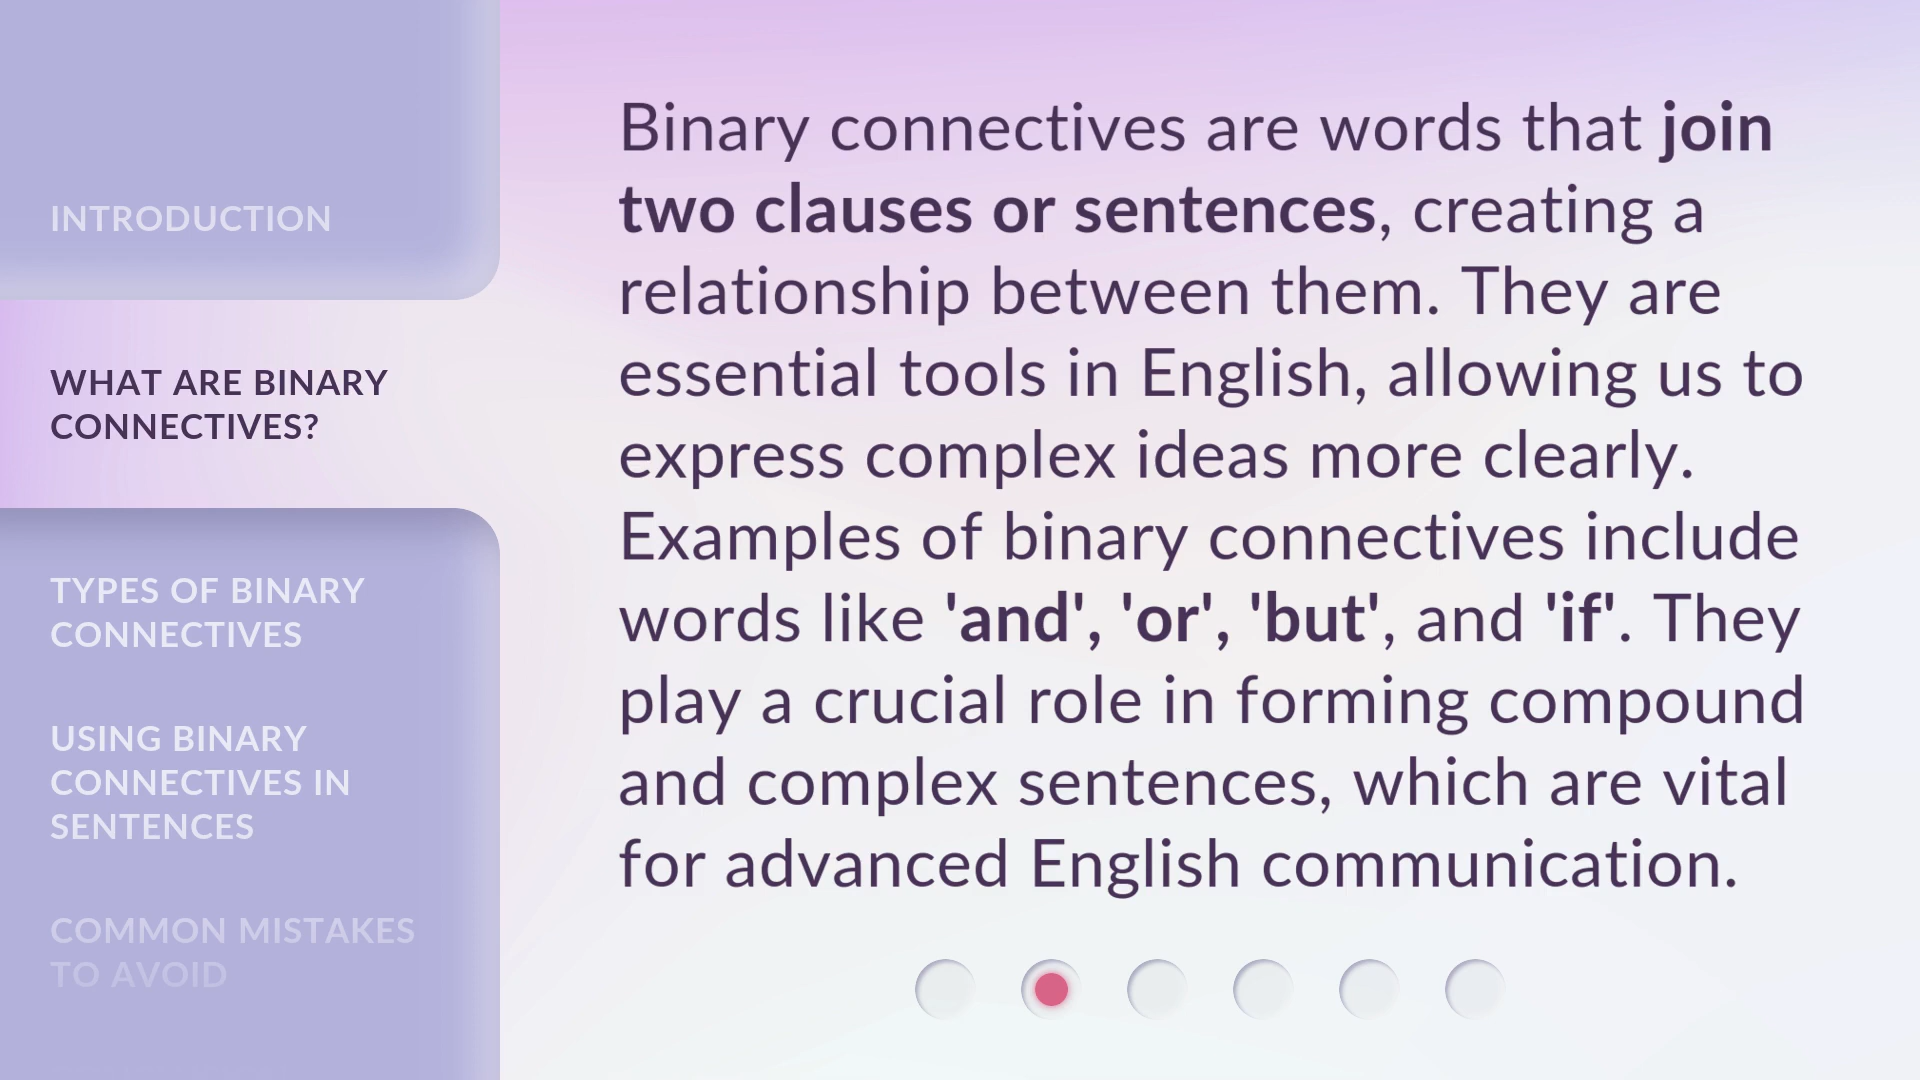 INTRODUCTION
WHAT ARE BINARY
CONNECTIVES?
TYPES OF BINARY
CONNECTIVES
USING BINARY
CONNECTIVES IN
SENTENCES
COMMON MISTAKES
TO AVOID
Binary connectives are words that join
two clauses or sentences, creating a
relationship between them. They are
essential tools in English, allowing us to
express complex ideas more clearly.
Examples of binary connectives include
words like 'and', 'or', 'but', and 'if'. They
play a crucial role in forming compound
and complex sentences, which are vital
for advanced English communication.